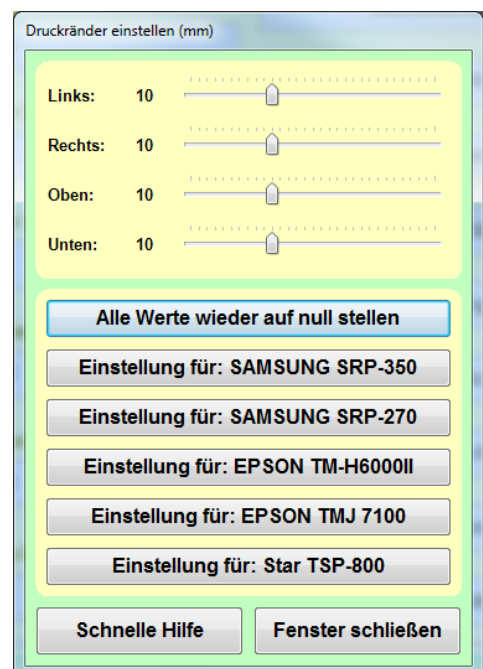 Druckränder einstellen (mm)
Links: 10
Rechts: 10
Oben: 10
Unten: 10
Alle Werte wieder auf null stellen
Einstellung für: SAMSUNG SRP-350
Einstellung für: SAMSUNG SRP-270
Einstellung für: EPSON TM-H6000II
Einstellung für: EPSON TMJ 7100
Einstellung für: Star TSP-800
Schnelle Hilfe Fenster schließen